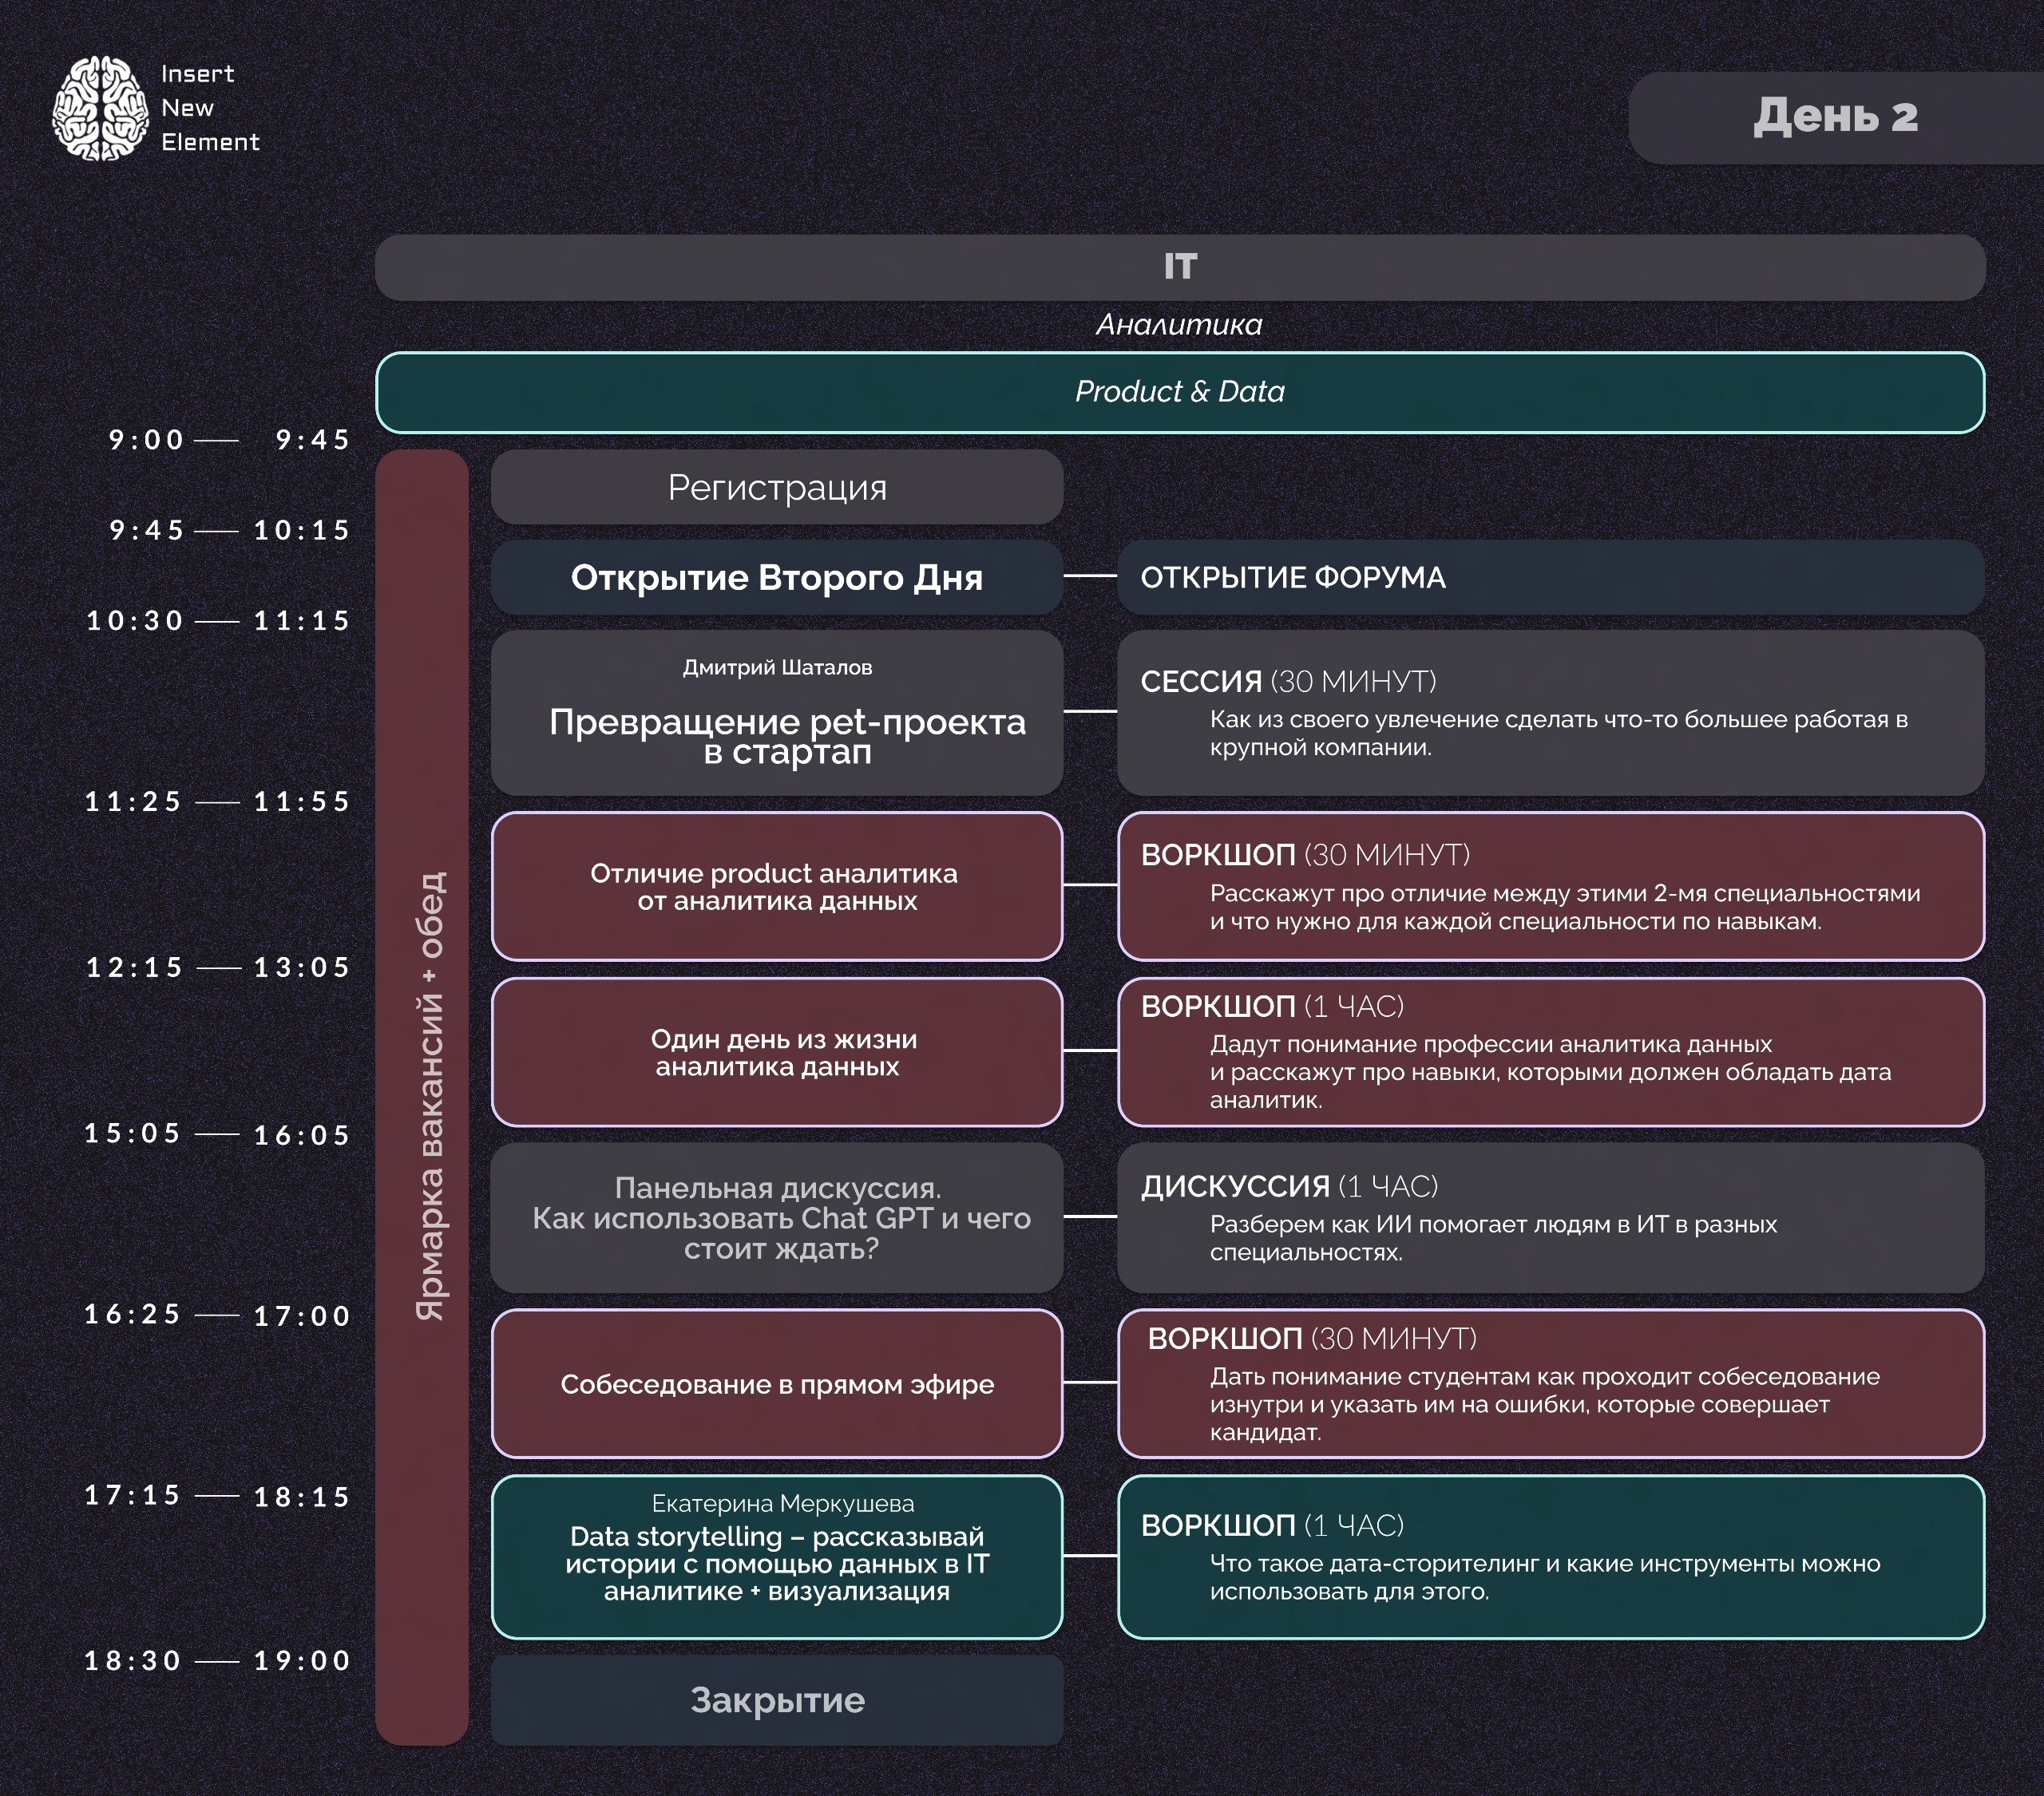 Insert
New
Element
День 2
IT
Аналитика
Product & Data
9:00 — 9:45
Регистрация
9:45 — 10:15
Открытие Второго Дня
ОТКРЫТИЕ ФОРУМА
10:30 — 11:15
Дмитрий Шаталов
Превращение pet-проекта
в стартап
СЕССИЯ (30 МИНУТ)
Как из своего увлечение сделать что-то большее работая в
крупной компании.
11:25 — 11:55
Отличие product аналитика
от аналитика данных
ВОРКШОП (30 МИНУТ)
Расскажут про отличие между этими 2-мя специальностями
и что нужно для каждой специальности по навыкам.
12:15 — 13:05
Один день из жизни
аналитика данных
ВОРКШОП (1 ЧАС)
Дадут понимание профессии аналитика данных
и расскажут про навыки, которыми должен обладать дата
аналитик.
15:05 — 16:05
Панельная дискуссия.
Как использовать Chat GPT и чего
стоит ждать?
ДИСКУССИЯ (1 ЧАС)
Разберем как ИИ помогает людям в ИТ в разных
специальностях.
16:25 — 17:00
Собеседование в прямом эфире
ВОРКШОП (30 МИНУТ)
Дать понимание студентам как проходит собеседование
изнутри и указать им на ошибки, которые совершает
кандидат.
17:15 — 18:15
Екатерина Меркушева
Data storytelling – рассказывай
истории с помощью данных в IT
аналитике + визуализация
ВОРКШОП (1 ЧАС)
Что такое дата-сторителинг и какие инструменты можно
использовать для этого.
18:30 — 19:00
Закрытие
Ярмарка вакансий + обед